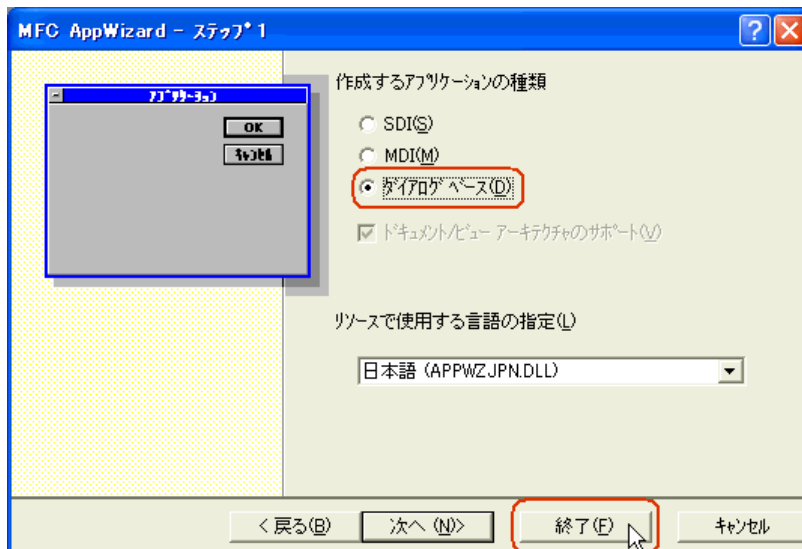 MFC AppWizard - ｽﾃｯﾌﾟ 1
ｱﾌﾟﾘｹｰｼｮﾝ
OK
ｷｬﾝｾﾙ
作成するｱﾌﾟﾘｹｰｼｮﾝの種類
SDI(S)
MDI(M)
ﾀﾞｲｱﾛｸﾞ ﾍﾞｰｽ(D)
ﾄﾞｷｭﾒﾝﾄ/ﾋﾞｭｰ ｱｰｷﾃｸﾁｬのｻﾎﾟｰﾄ(V)
ﾘｿｰｽで使用する言語の指定(L)
日本語 (APPWZJPN.DLL)
< 戻る(B)
次へ (N)>
終了(F)
ｷｬﾝｾﾙ